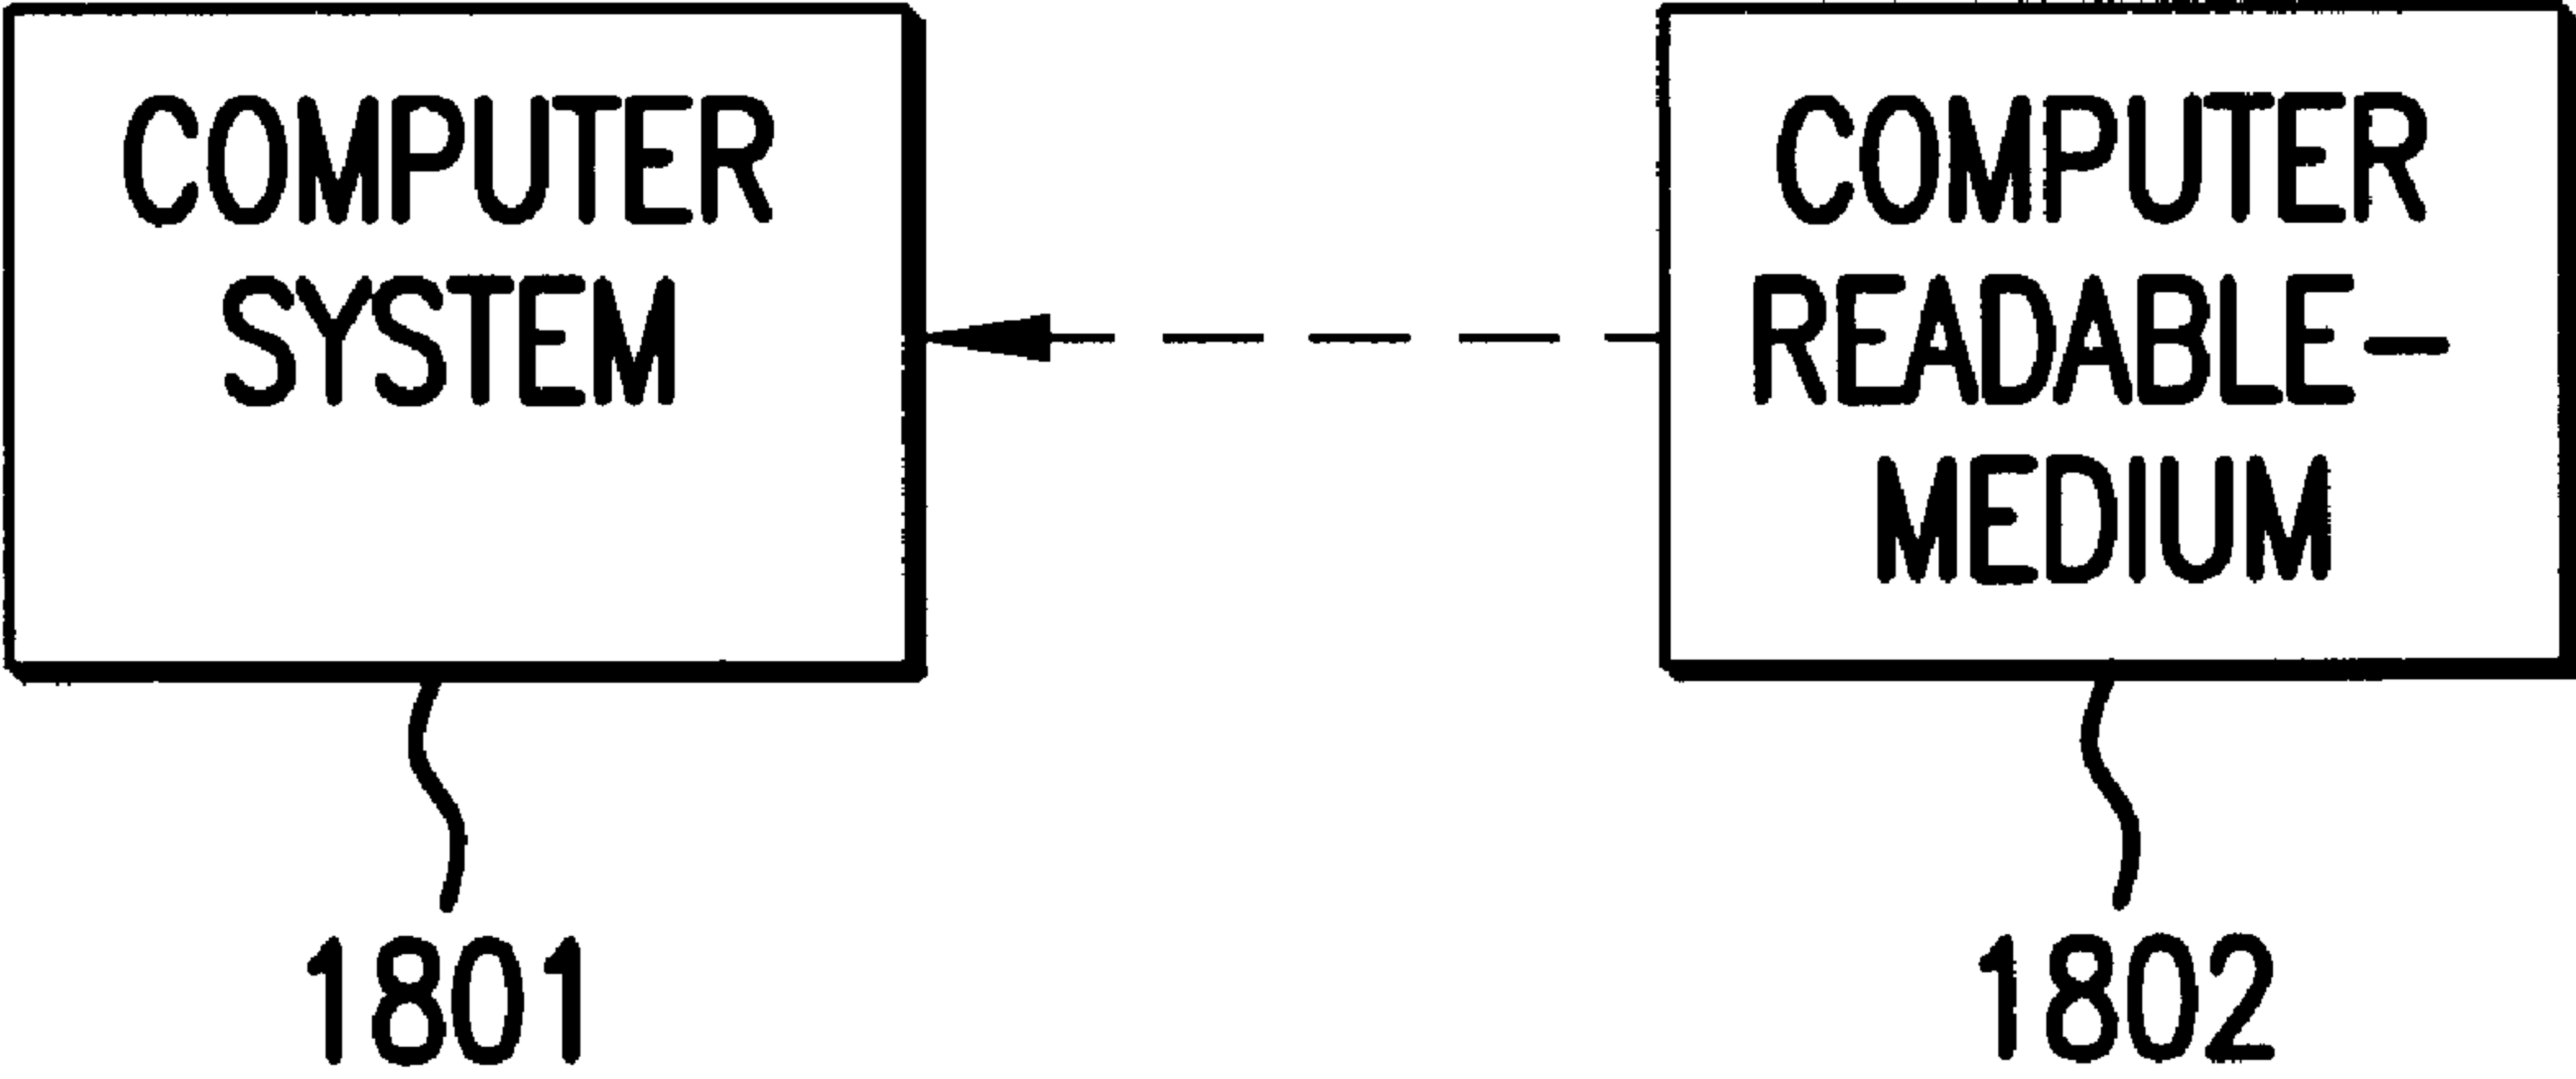 COMPUTER
SYSTEM
COMPUTER
READABLE-
MEDIUM
1801
1802